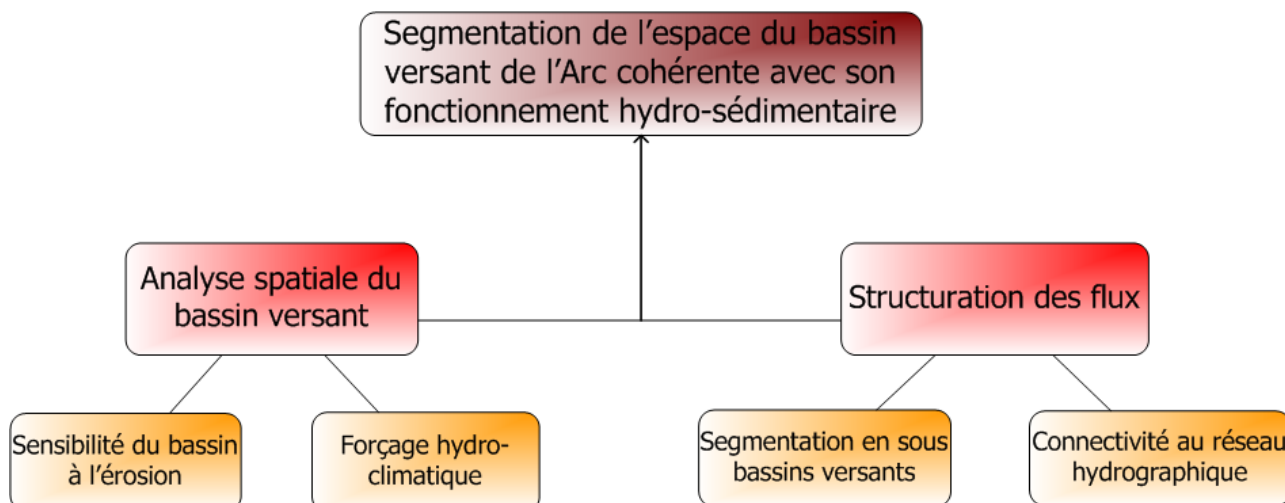 Segmentation de l'espace du bassin
versant de l'Arc cohérente avec son
fonctionnement hydro-sédimentaire
Analyse spatiale du
bassin versant
Structuration des flux
Sensibilité du bassin
à l'érosion
Forçage hydro-
climatique
Segmentation en sous
bassins versants
Connectivité au réseau
hydrographique